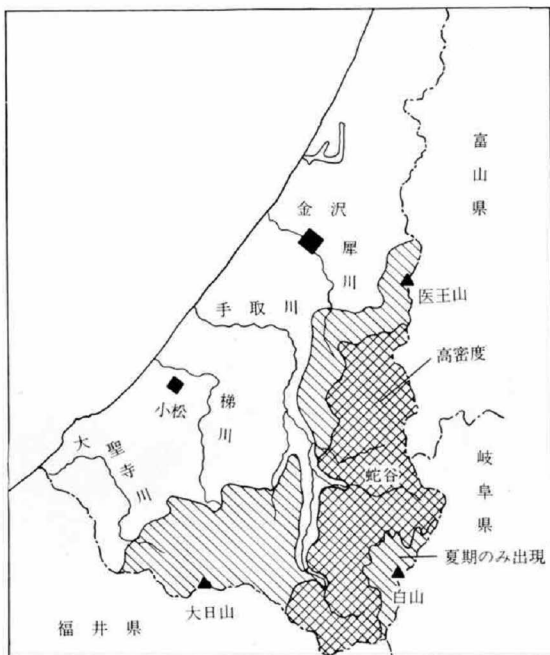 富山県
金沢
犀川
医王山
手取川
高密度
小松
梯川
大聖寺川
蛇谷
岐阜県
夏期のみ出現
白山
大日山
福井県